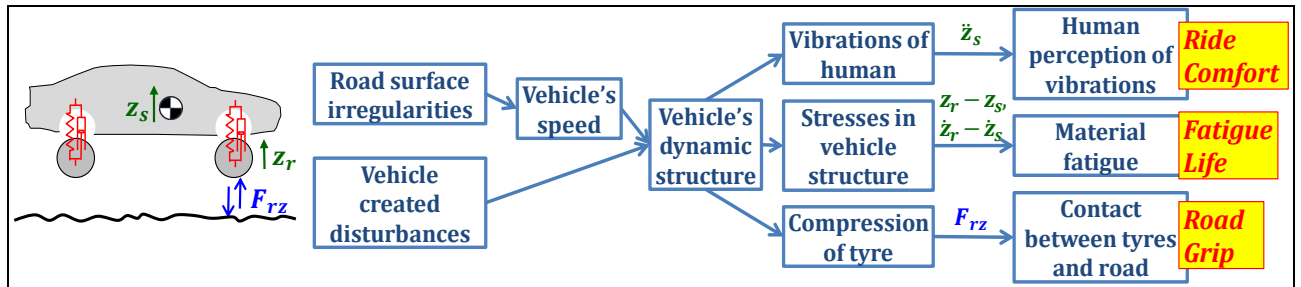 z_s
z_r
F_rz
Road surface
irregularities
Vehicle
created
disturbances
Vehicle's
speed
Vehicle's
dynamic
structure
Vibrations of
human
z̈_s
Human
perception of
vibrations
Ride
Comfort
Stresses in
vehicle
structure
z_r − z_s,
ż_r − ż_s
Material
fatigue
Fatigue
Life
Compression
of tyre
F_rz
Contact
between tyres
and road
Road
Grip